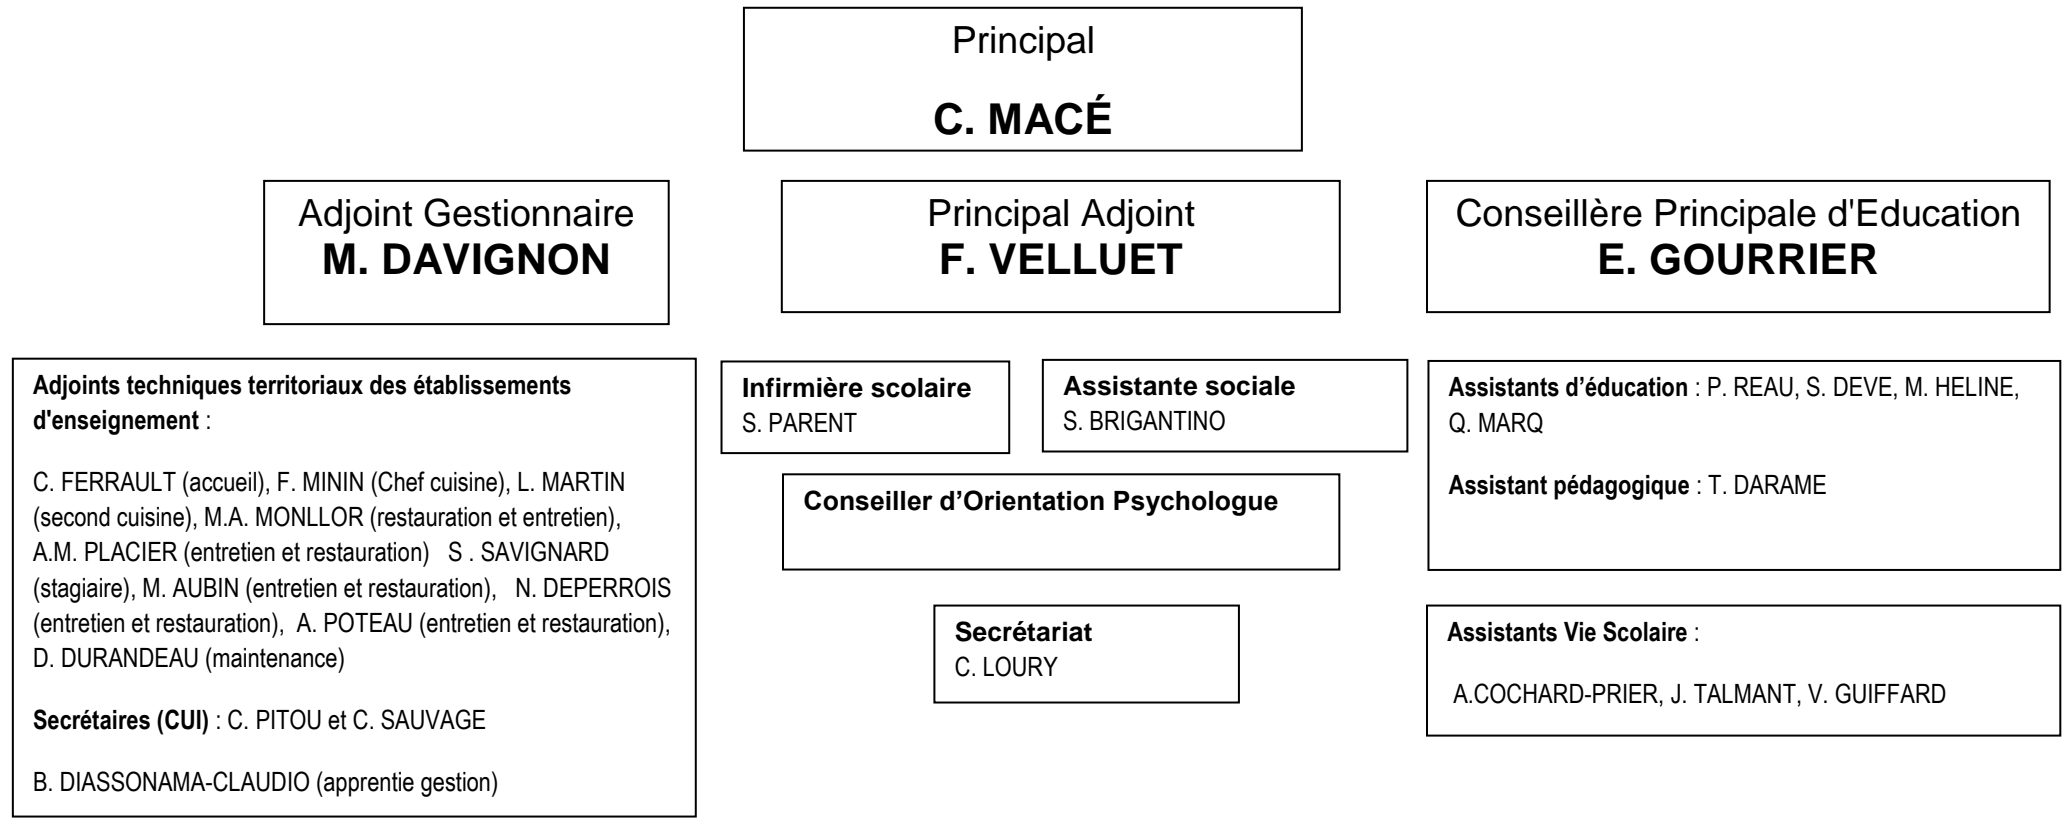 Principal
C. MACÉ
Adjoint Gestionnaire
M. DAVIGNON
Principal Adjoint
F. VELLUET
Conseillère Principale d'Education
E. GOURRIER
Adjoints techniques territoriaux des établissements
d'enseignement :
C. FERRAULT (accueil), F. MININ (Chef cuisine), L. MARTIN
(second cuisine), M.A. MONLLOR (restauration et entretien),
A.M. PLACIER (entretien et restauration)   S . SAVIGNARD
(stagiaire), M. AUBIN (entretien et restauration),   N. DEPERROIS
(entretien et restauration),  A. POTEAU (entretien et restauration),
D. DURANDEAU (maintenance)
Secrétaires (CUI) : C. PITOU et C. SAUVAGE
B. DIASSONAMA-CLAUDIO (apprentie gestion)
Infirmière scolaire
S. PARENT
Assistante sociale
S. BRIGANTINO
Conseiller d’Orientation Psychologue
Secrétariat
C. LOURY
Assistants d’éducation : P. REAU, S. DEVE, M. HELINE,
Q. MARQ
Assistant pédagogique : T. DARAME
Assistants Vie Scolaire :
A.COCHARD-PRIER, J. TALMANT, V. GUIFFARD